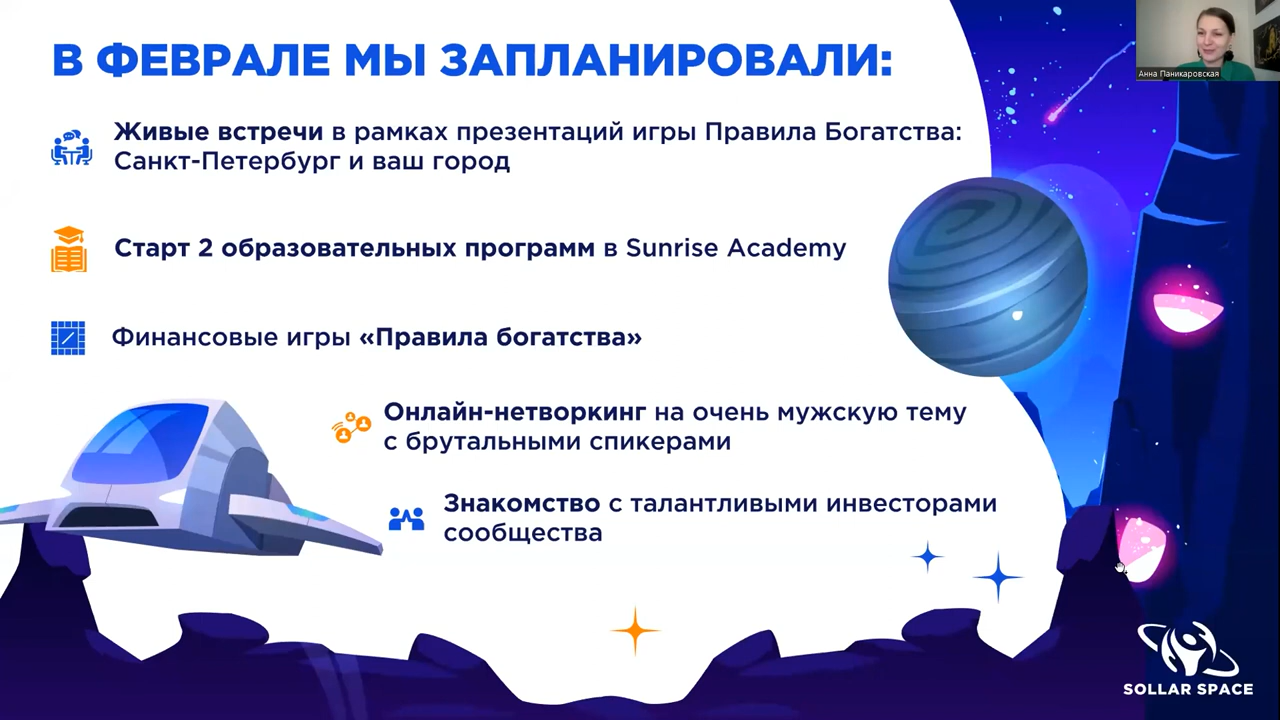 В ФЕВРАЛЕ МЫ ЗАПЛАНИРОВАЛИ:
Анна Паникаровская
Живые встречи в рамках презентаций игры Правила Богатства:
Санкт-Петербург и ваш город
Старт 2 образовательных программ в Sunrise Academy
Финансовые игры «Правила богатства»
Онлайн-нетворкинг на очень мужскую тему
с брутальными спикерами
Знакомство с талантливыми инвесторами
сообщества
SOLLAR SPACE